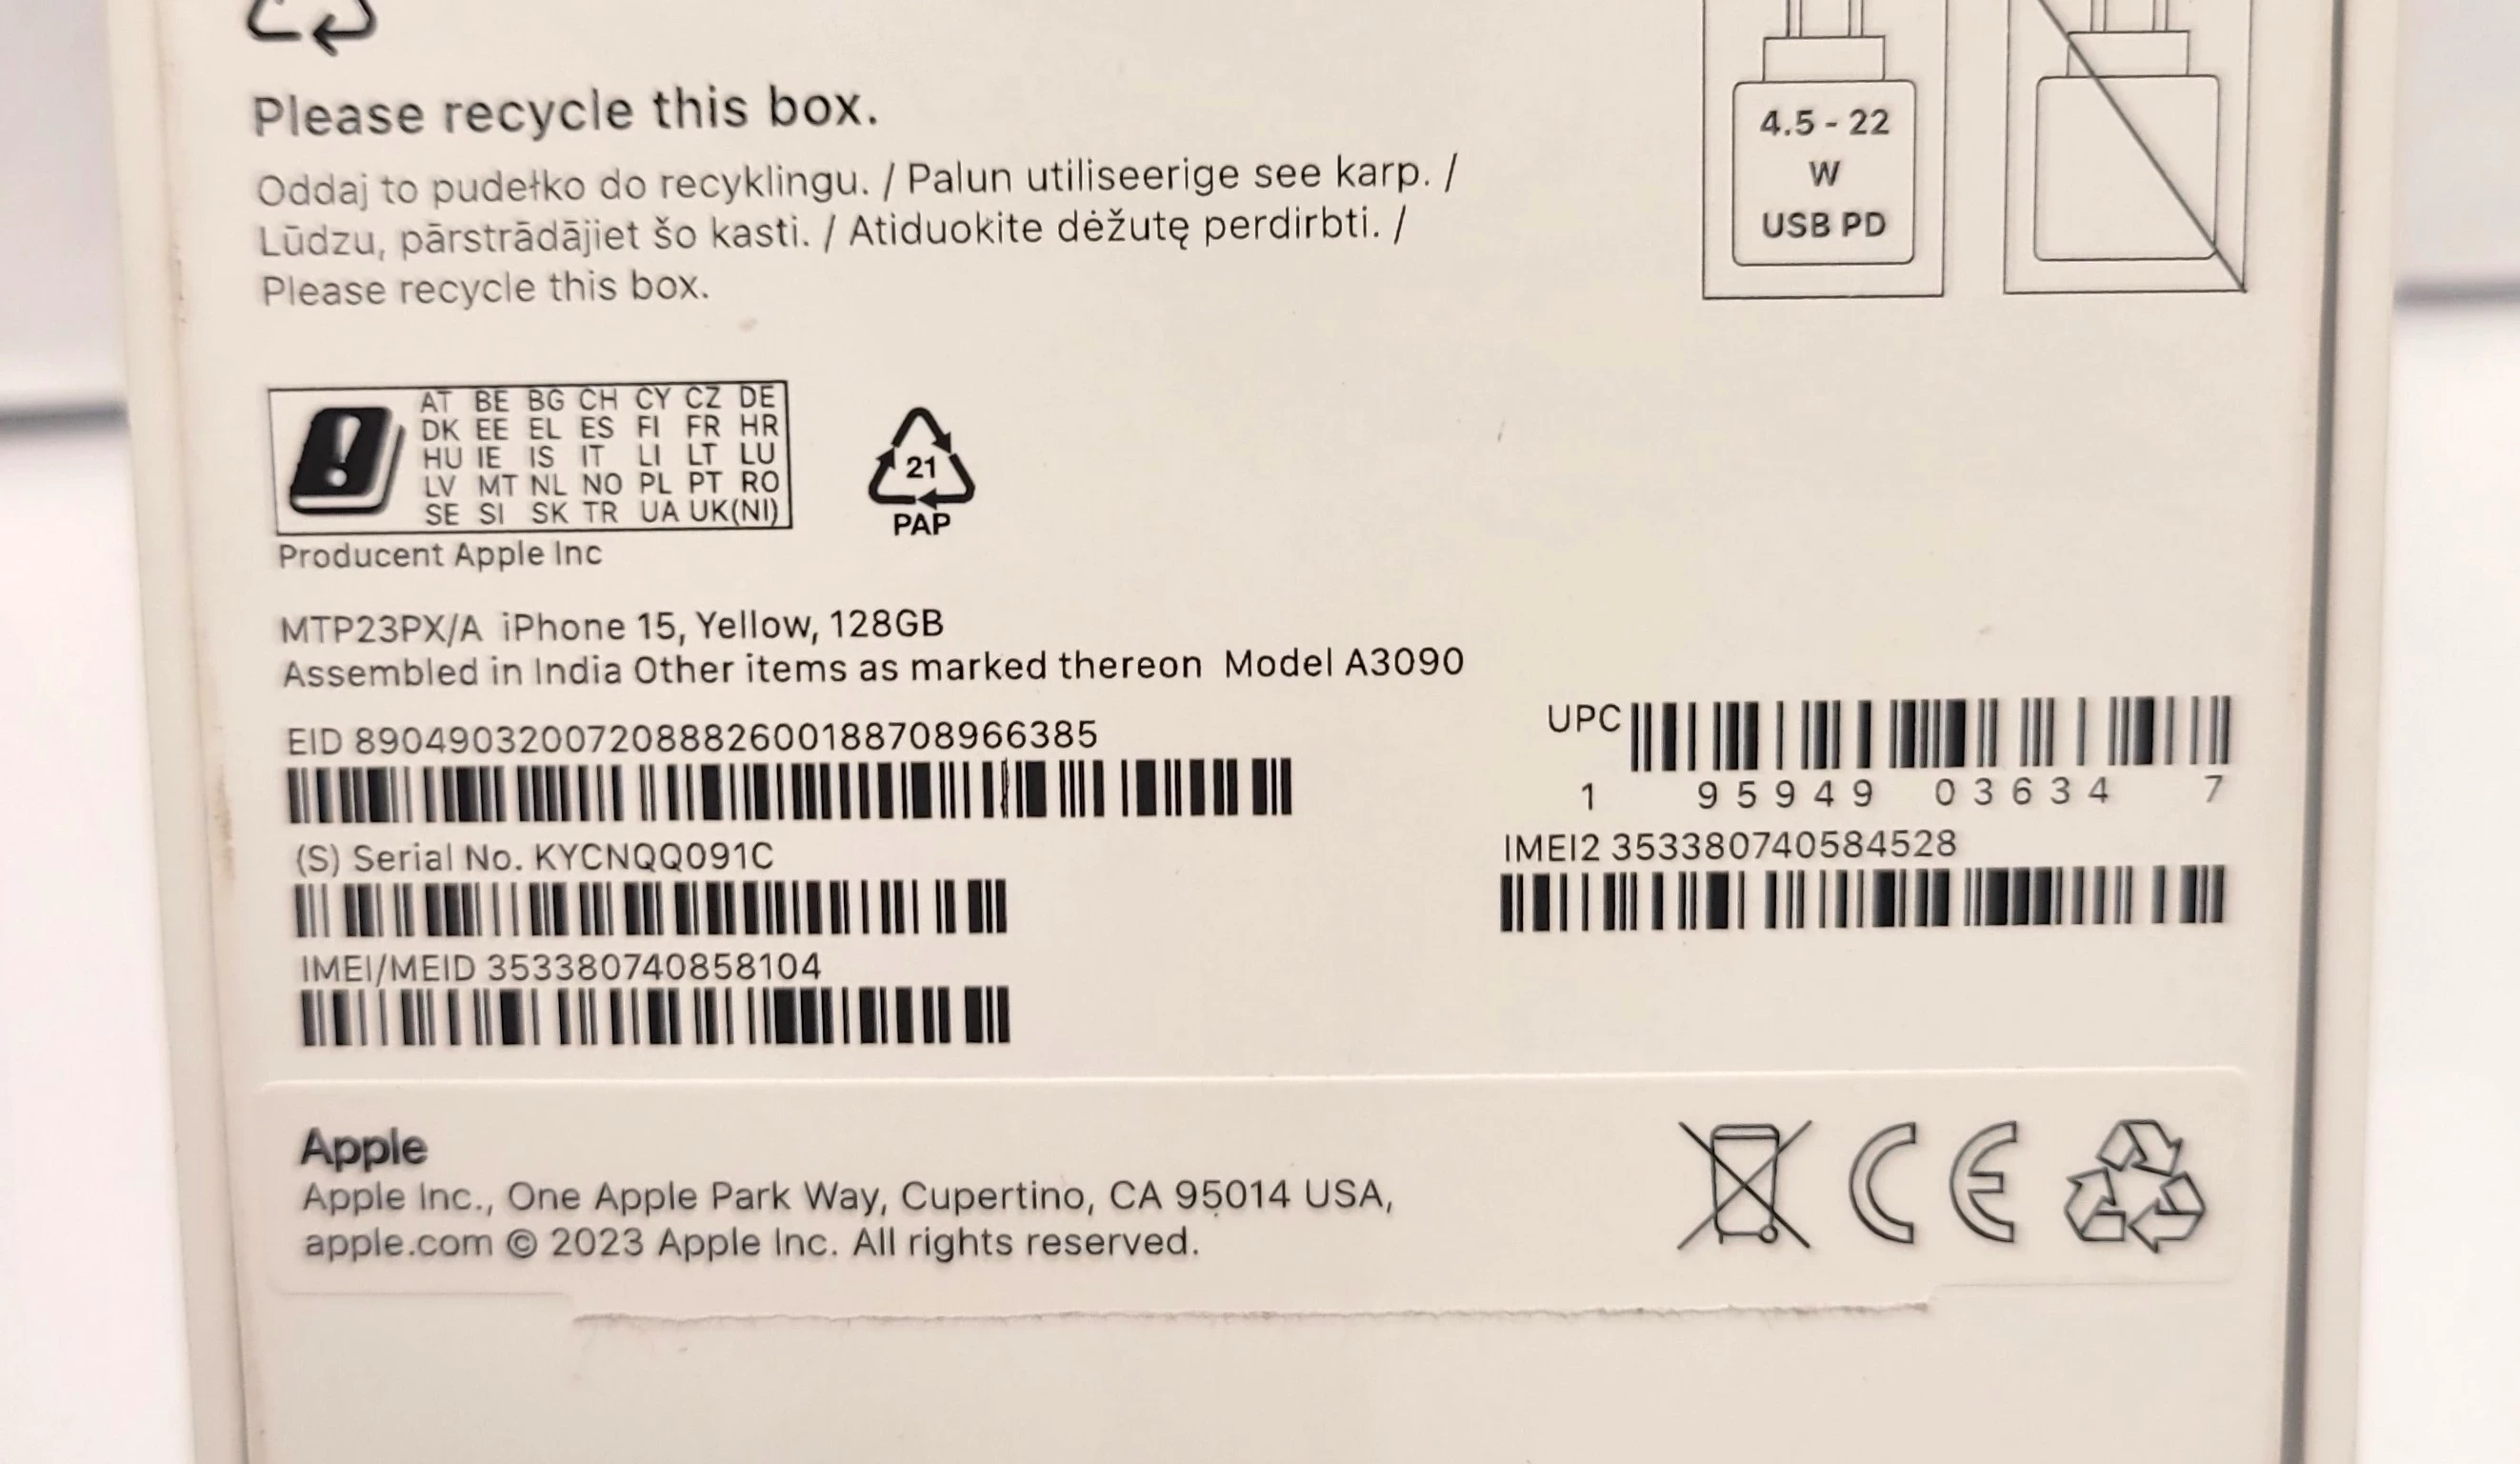 Please recycle this box.
Oddaj to pudełko do recyklingu. / Palun utiliseerige see karp. /
Lūdzu, pārstrādājiet šo kasti. / Atiduokite dėžutę perdirbti. /
Please recycle this box.
4.5 - 22
W
USB PD
AT BE BG CH CY CZ DE
DK EE EL ES FI FR HR
HU IE IS IT LI LT LU
LV MT NL NO PL PT RO
SE SI SK TR UA UK(NI)
21
PAP
Producent Apple Inc
MTP23PX/A iPhone 15, Yellow, 128GB
Assembled in India Other items as marked thereon Model A3090
EID 89049032007208882600188708966385
(S) Serial No. KYCNQQ091C
IMEI/MEID 353380740858104
UPC
1 95949 03634 7
IMEI2 353380740584528
Apple
Apple Inc., One Apple Park Way, Cupertino, CA 95014 USA,
apple.com © 2023 Apple Inc. All rights reserved.
CE